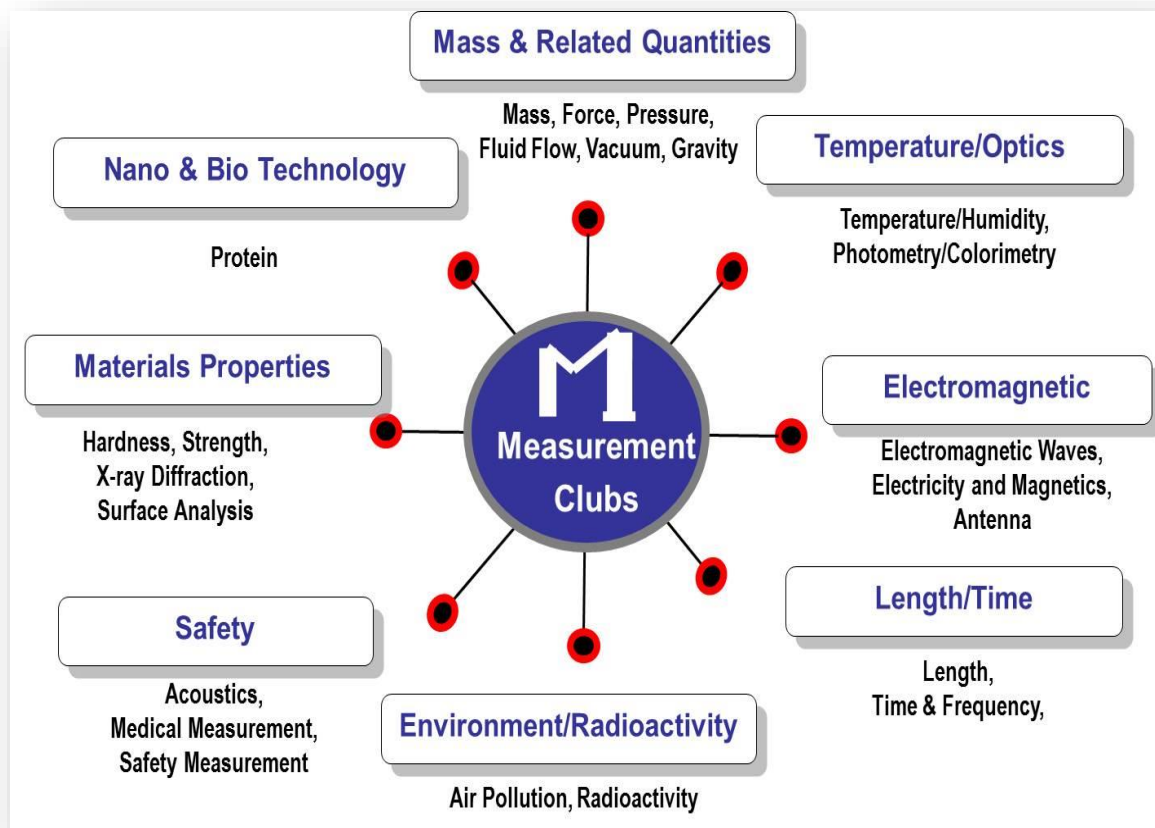 Mass & Related Quantities
Mass, Force, Pressure,
Fluid Flow, Vacuum, Gravity
Temperature/Optics
Temperature/Humidity,
Photometry/Colorimetry
Nano & Bio Technology
Protein
Materials Properties
Hardness, Strength,
X-ray Diffraction,
Surface Analysis
M
Measurement
Clubs
Electromagnetic
Electromagnetic Waves,
Electricity and Magnetics,
Antenna
Length/Time
Length,
Time & Frequency,
Safety
Acoustics,
Medical Measurement,
Safety Measurement
Environment/Radioactivity
Air Pollution, Radioactivity